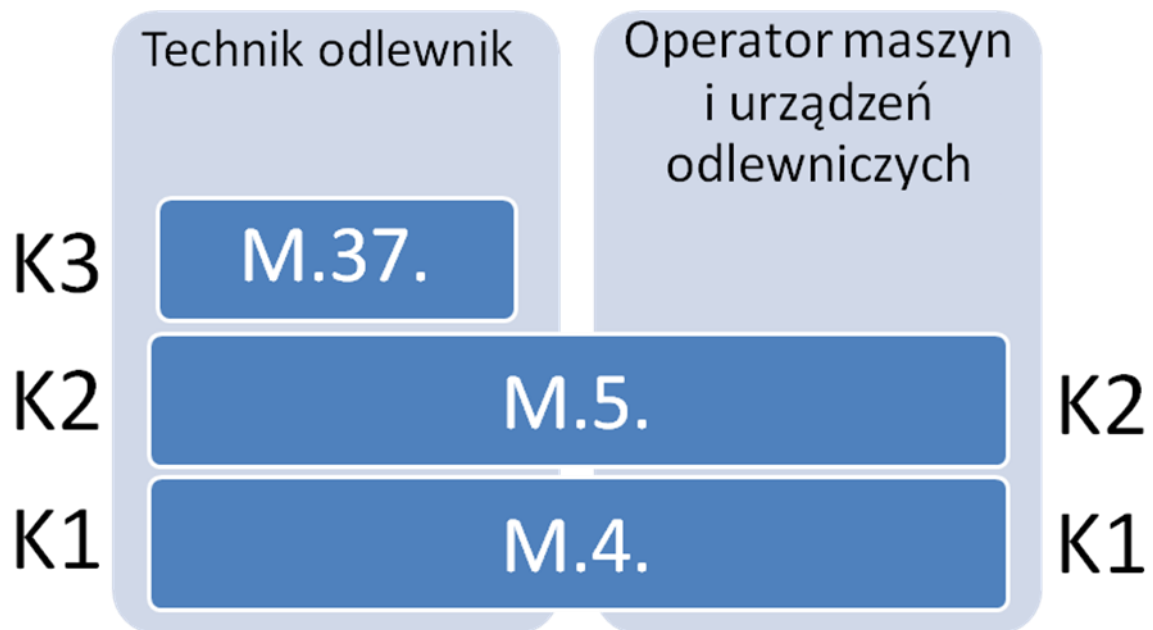 Technik odlewnik
Operator maszyn
i urządzeń
odlewniczych
K3
M.37.
K2
M.5.
K2
K1
M.4.
K1